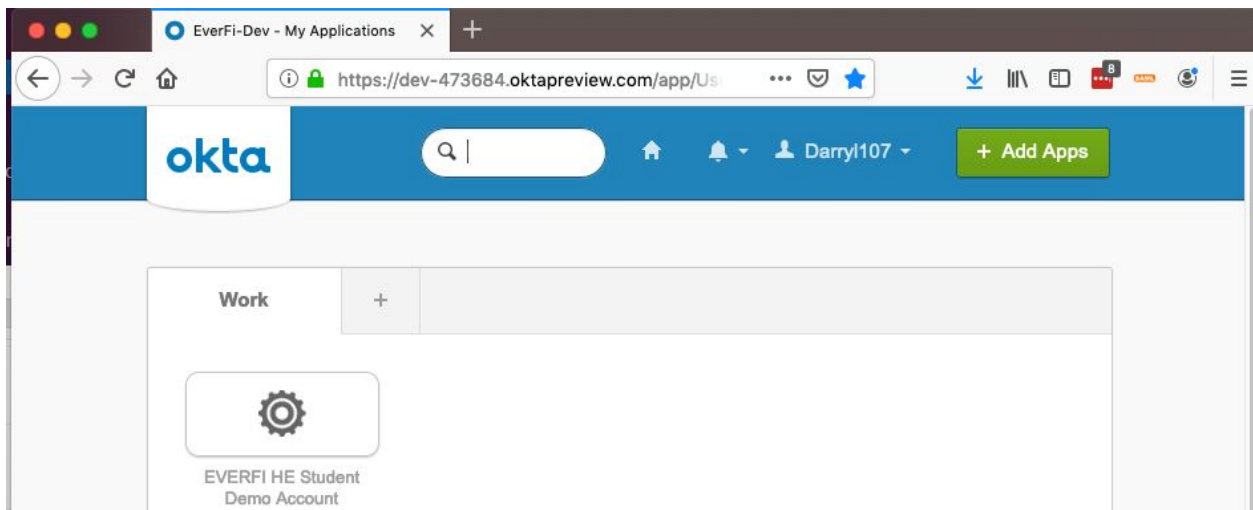 EverFi-Dev - My Applications
https://dev-473684.oktapreview.com/app/Us
8
SAML
okta
Darryl107
+ Add Apps
Work
+
EVERFI HE Student
Demo Account